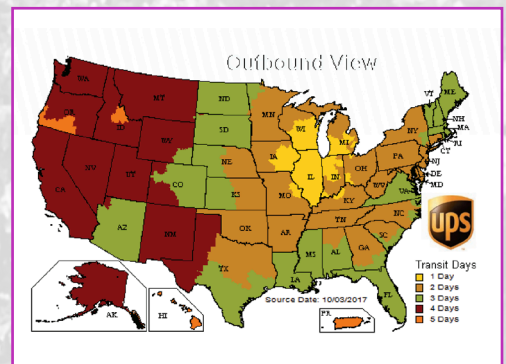 Outbound View
WA
OR
ID
MT
WY
NV
UT
CA
AZ
NM
CO
ND
SD
NE
KS
OK
TX
MN
IA
MO
AR
LA
WI
IL
MI
IN
OH
KY
TN
MS
AL
GA
FL
SC
NC
VA
WV
PA
NY
VT
ME
NH
MA
RI
CT
NJ
DE
MD
AK
HI
PR
ups
Transit Days
1 Day
2 Days
3 Days
4 Days
5 Days
Source Date: 10/03/2017